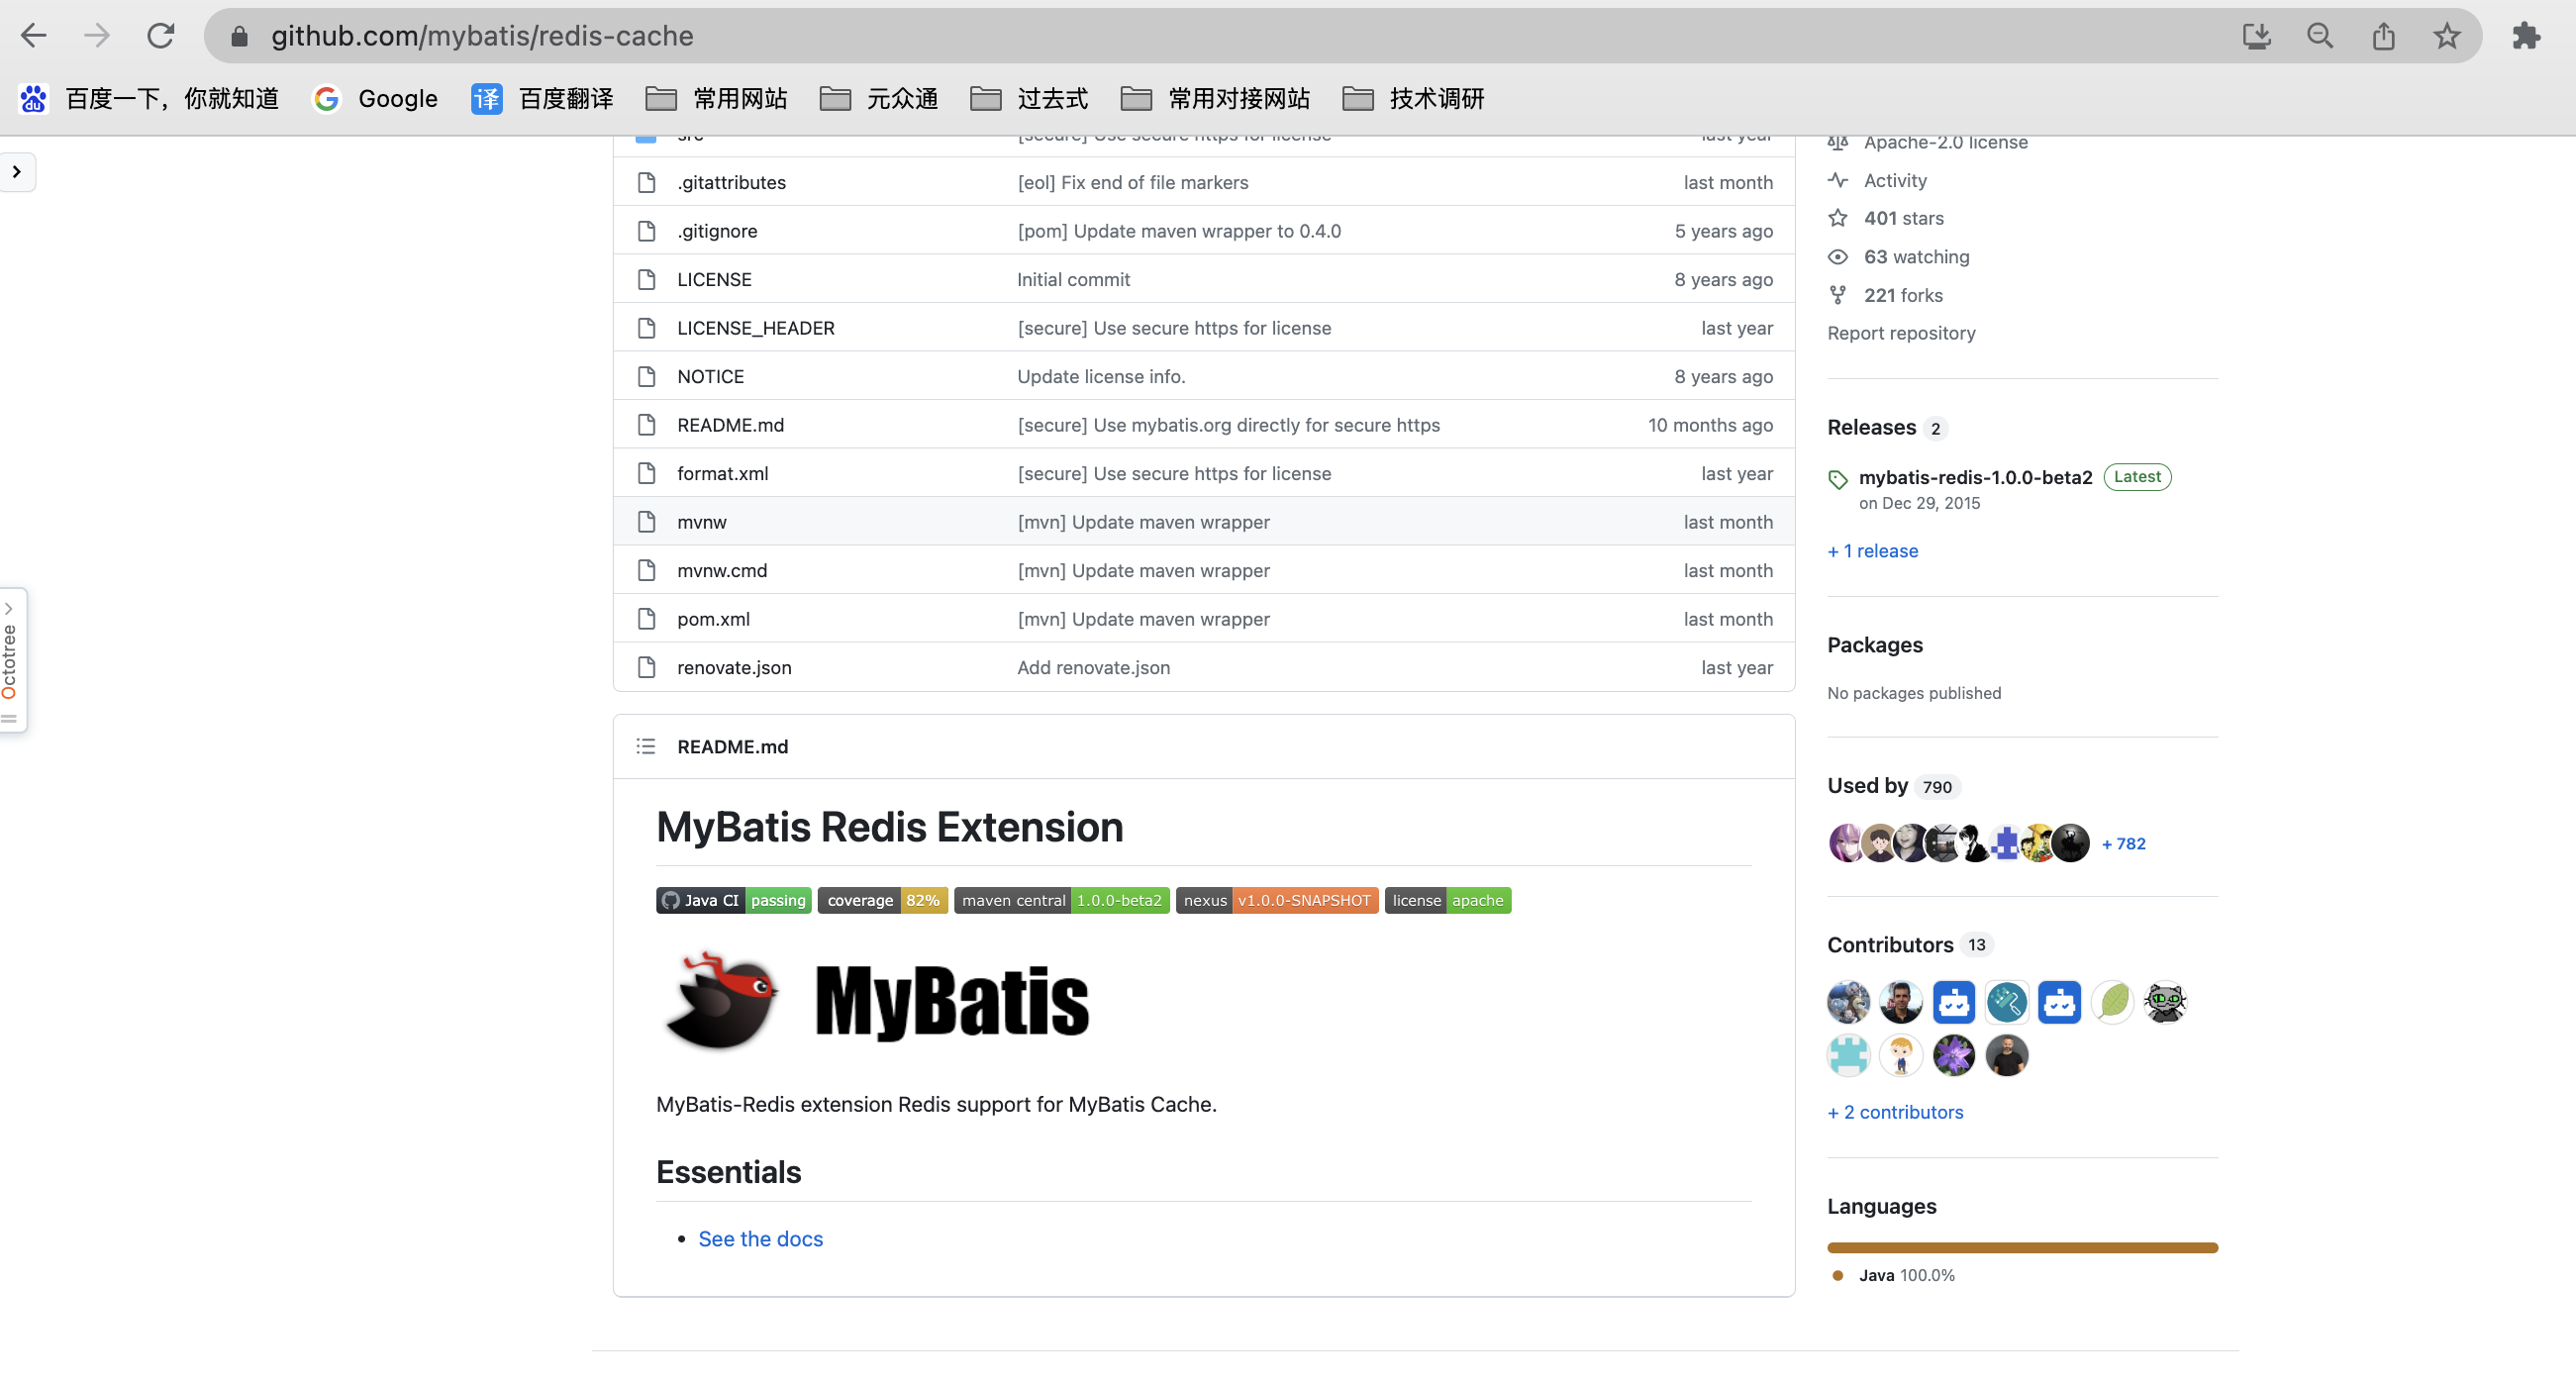 github.com/mybatis/redis-cache
百度一下，你就知道 Google 译 百度翻译 常用网站 元众通 过去式 常用对接网站 技术调研
src [secure] Use secure https for license last year
.gitattributes [eol] Fix end of file markers last month
.gitignore [pom] Update maven wrapper to 0.4.0 5 years ago
LICENSE Initial commit 8 years ago
LICENSE_HEADER [secure] Use secure https for license last year
NOTICE Update license info. 8 years ago
README.md [secure] Use mybatis.org directly for secure https 10 months ago
format.xml [secure] Use secure https for license last year
mvnw [mvn] Update maven wrapper last month
mvnw.cmd [mvn] Update maven wrapper last month
pom.xml [mvn] Update maven wrapper last month
renovate.json Add renovate.json last year
Octotree
README.md
MyBatis Redis Extension
Java CI passing coverage 82% maven central 1.0.0-beta2 nexus v1.0.0-SNAPSHOT license apache
MyBatis
MyBatis-Redis extension Redis support for MyBatis Cache.
Essentials
• See the docs
Apache-2.0 license
Activity
401 stars
63 watching
221 forks
Report repository
Releases 2
mybatis-redis-1.0.0-beta2 Latest
on Dec 29, 2015
+ 1 release
Packages
No packages published
Used by 790
+ 782
Contributors 13
+ 2 contributors
Languages
Java 100.0%